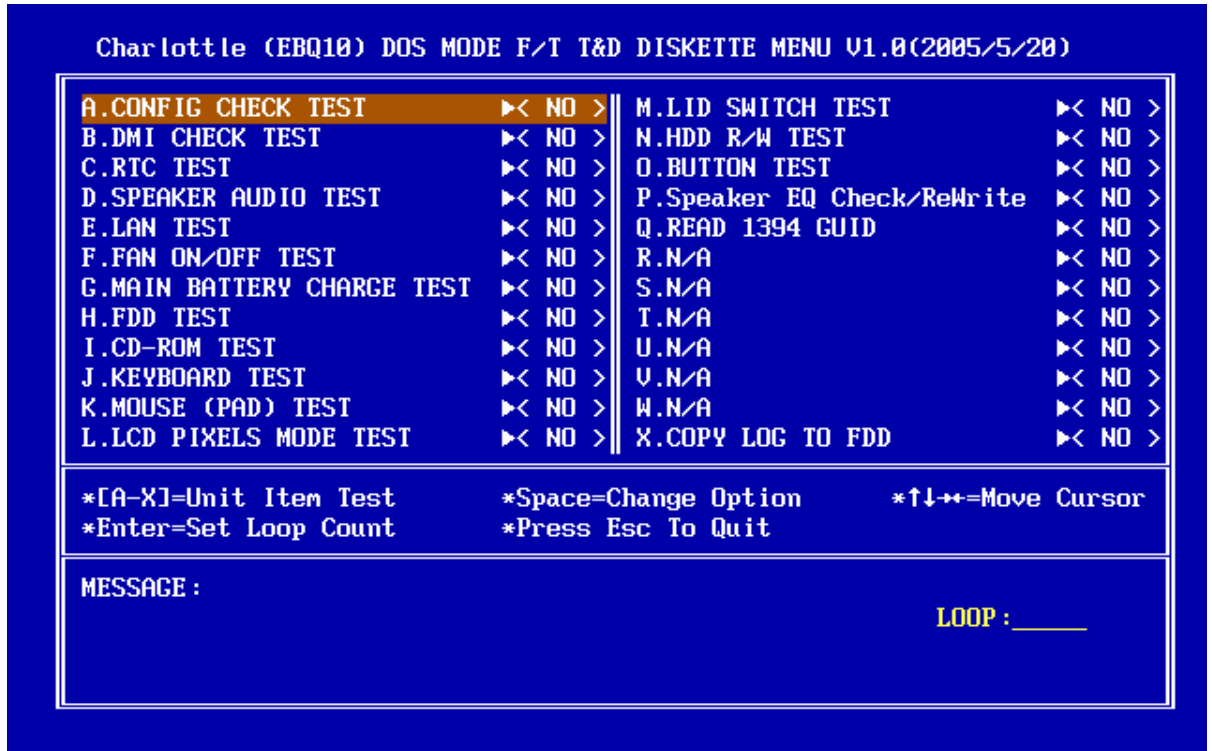 Charlottle (EBQ10) DOS MODE F/T T&D DISKETTE MENU V1.0(2005/5/20)
A.CONFIG CHECK TEST ►< NO >
B.DMI CHECK TEST ►< NO >
C.RTC TEST ►< NO >
D.SPEAKER AUDIO TEST ►< NO >
E.LAN TEST ►< NO >
F.FAN ON/OFF TEST ►< NO >
G.MAIN BATTERY CHARGE TEST ►< NO >
H.FDD TEST ►< NO >
I.CD-ROM TEST ►< NO >
J.KEYBOARD TEST ►< NO >
K.MOUSE (PAD) TEST ►< NO >
L.LCD PIXELS MODE TEST ►< NO >
M.LID SWITCH TEST ►< NO >
N.HDD R/W TEST ►< NO >
O.BUTTON TEST ►< NO >
P.Speaker EQ Check/ReWrite ►< NO >
Q.READ 1394 GUID ►< NO >
R.N/A ►< NO >
S.N/A ►< NO >
T.N/A ►< NO >
U.N/A ►< NO >
V.N/A ►< NO >
W.N/A ►< NO >
X.COPY LOG TO FDD ►< NO >
*[A-X]=Unit Item Test *Space=Change Option *↑↓→←=Move Cursor
*Enter=Set Loop Count *Press Esc To Quit
MESSAGE:
LOOP:_____